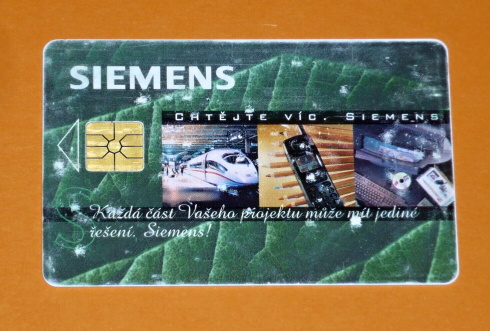 SIEMENS
CHTĚJTE VÍC. SIEMENS
Každá část Vašeho projektu může mít jediné
řešení. Siemens!